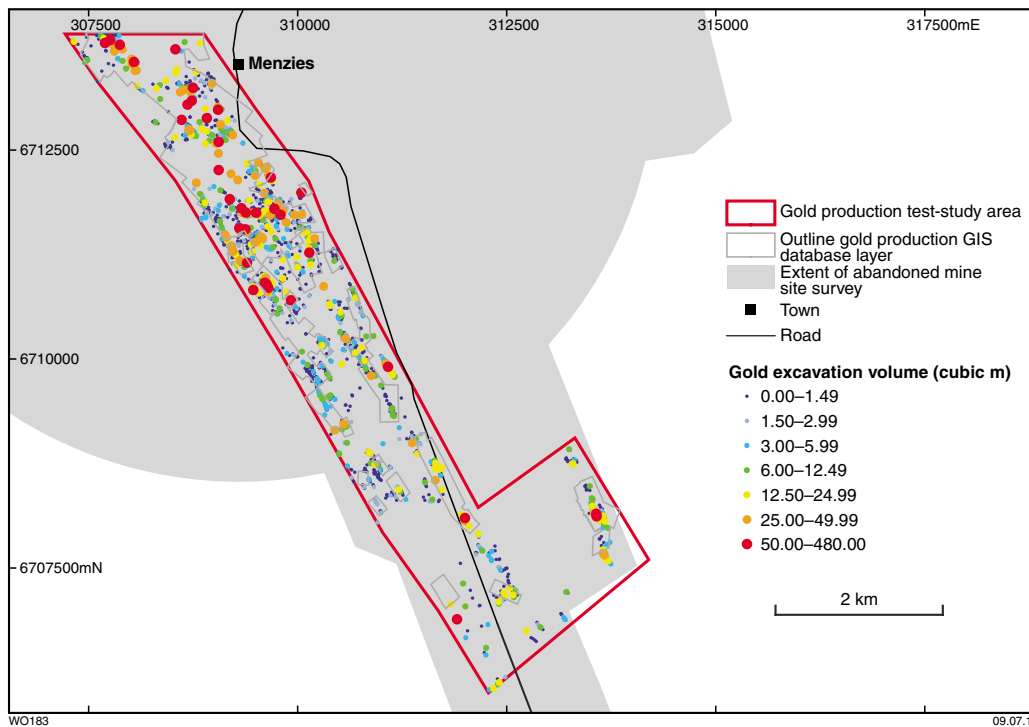 307500 310000 312500 315000 317500mE
Menzies
6712500
6710000
6707500mN
Gold production test-study area
Outline gold production GIS
database layer
Extent of abandoned mine
site survey
Town
Road
Gold excavation volume (cubic m)
0.00–1.49
1.50–2.99
3.00–5.99
6.00–12.49
12.50–24.99
25.00–49.99
50.00–480.00
2 km
WO183